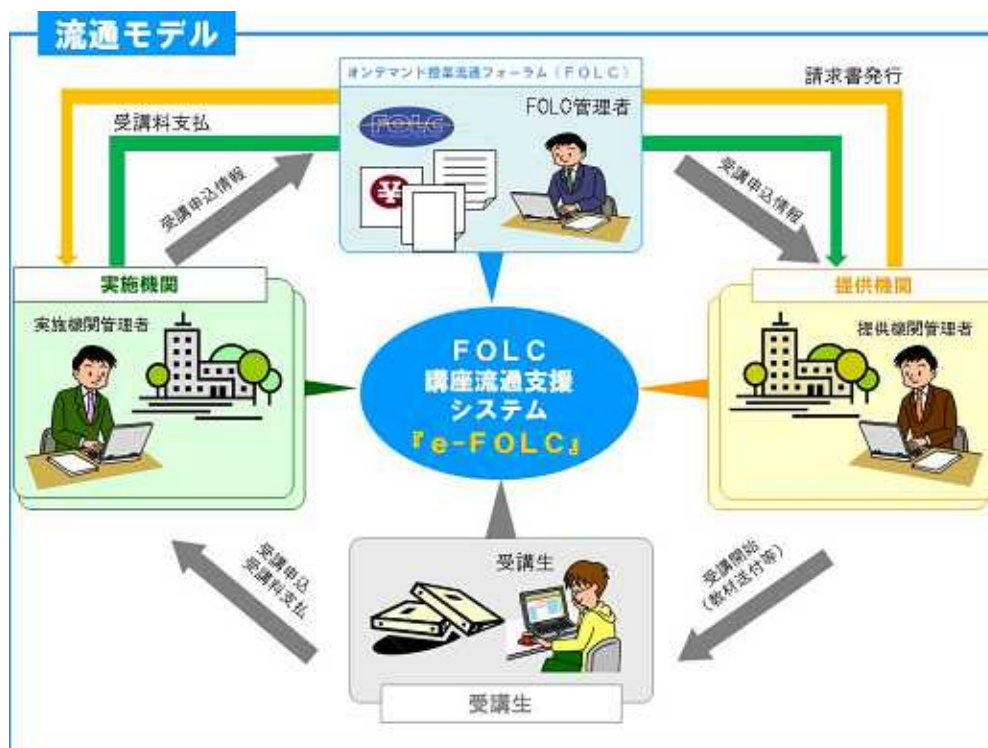 流通モデル
オンデマンド授業流通フォーラム(FOLC)
請求書発行
FOLC管理者
FOLC
受講料支払
受講申込情報
受講申込情報
¥
実施機関
提供機関
実施機関管理者
提供機関管理者
FOLC
講座流通支援
システム
『e-FOLC』
受講生
受講申込
受講料支払
受講開始
(教材送付等)
受講生